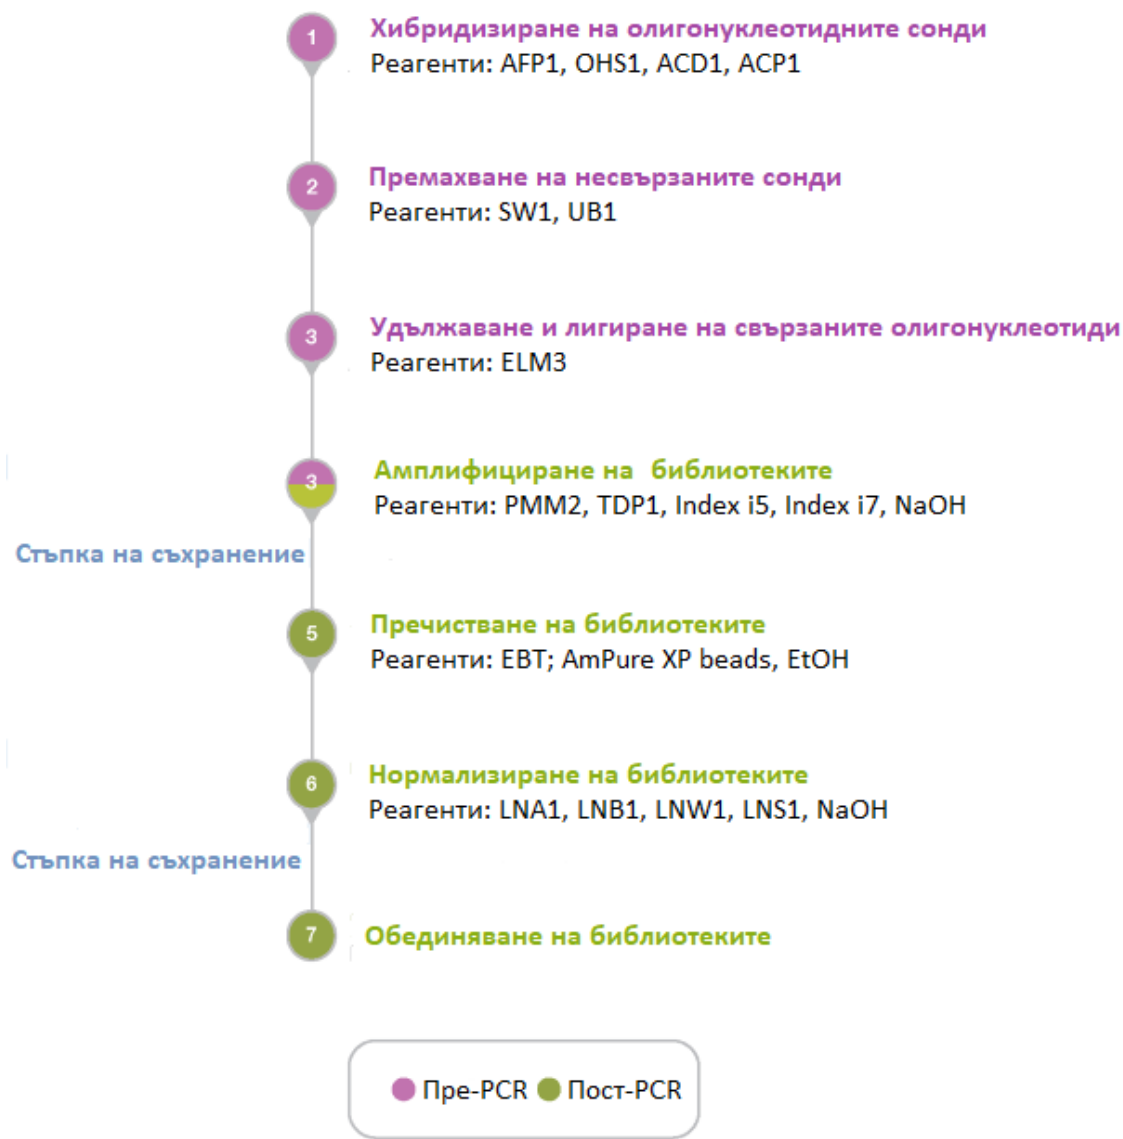 1
Хибридизиране на олигонуклеотидните сонди
Реагенти: AFP1, OHS1, ACD1, ACP1
2
Премахване на несвързаните сонди
Реагенти: SW1, UB1
3
Удължаване и лигиране на свързаните олигонуклеотиди
Реагенти: ELM3
3
Амплифициране на библиотеките
Реагенти: PMM2, TDP1, Index i5, Index i7, NaOH
Стъпка на съхранение
5
Пречистване на библиотеките
Реагенти: EBT; AmPure XP beads, EtOH
6
Нормализиране на библиотеките
Реагенти: LNA1, LNB1, LNW1, LNS1, NaOH
Стъпка на съхранение
7
Обединяване на библиотеките
Пре-PCR Пост-PCR